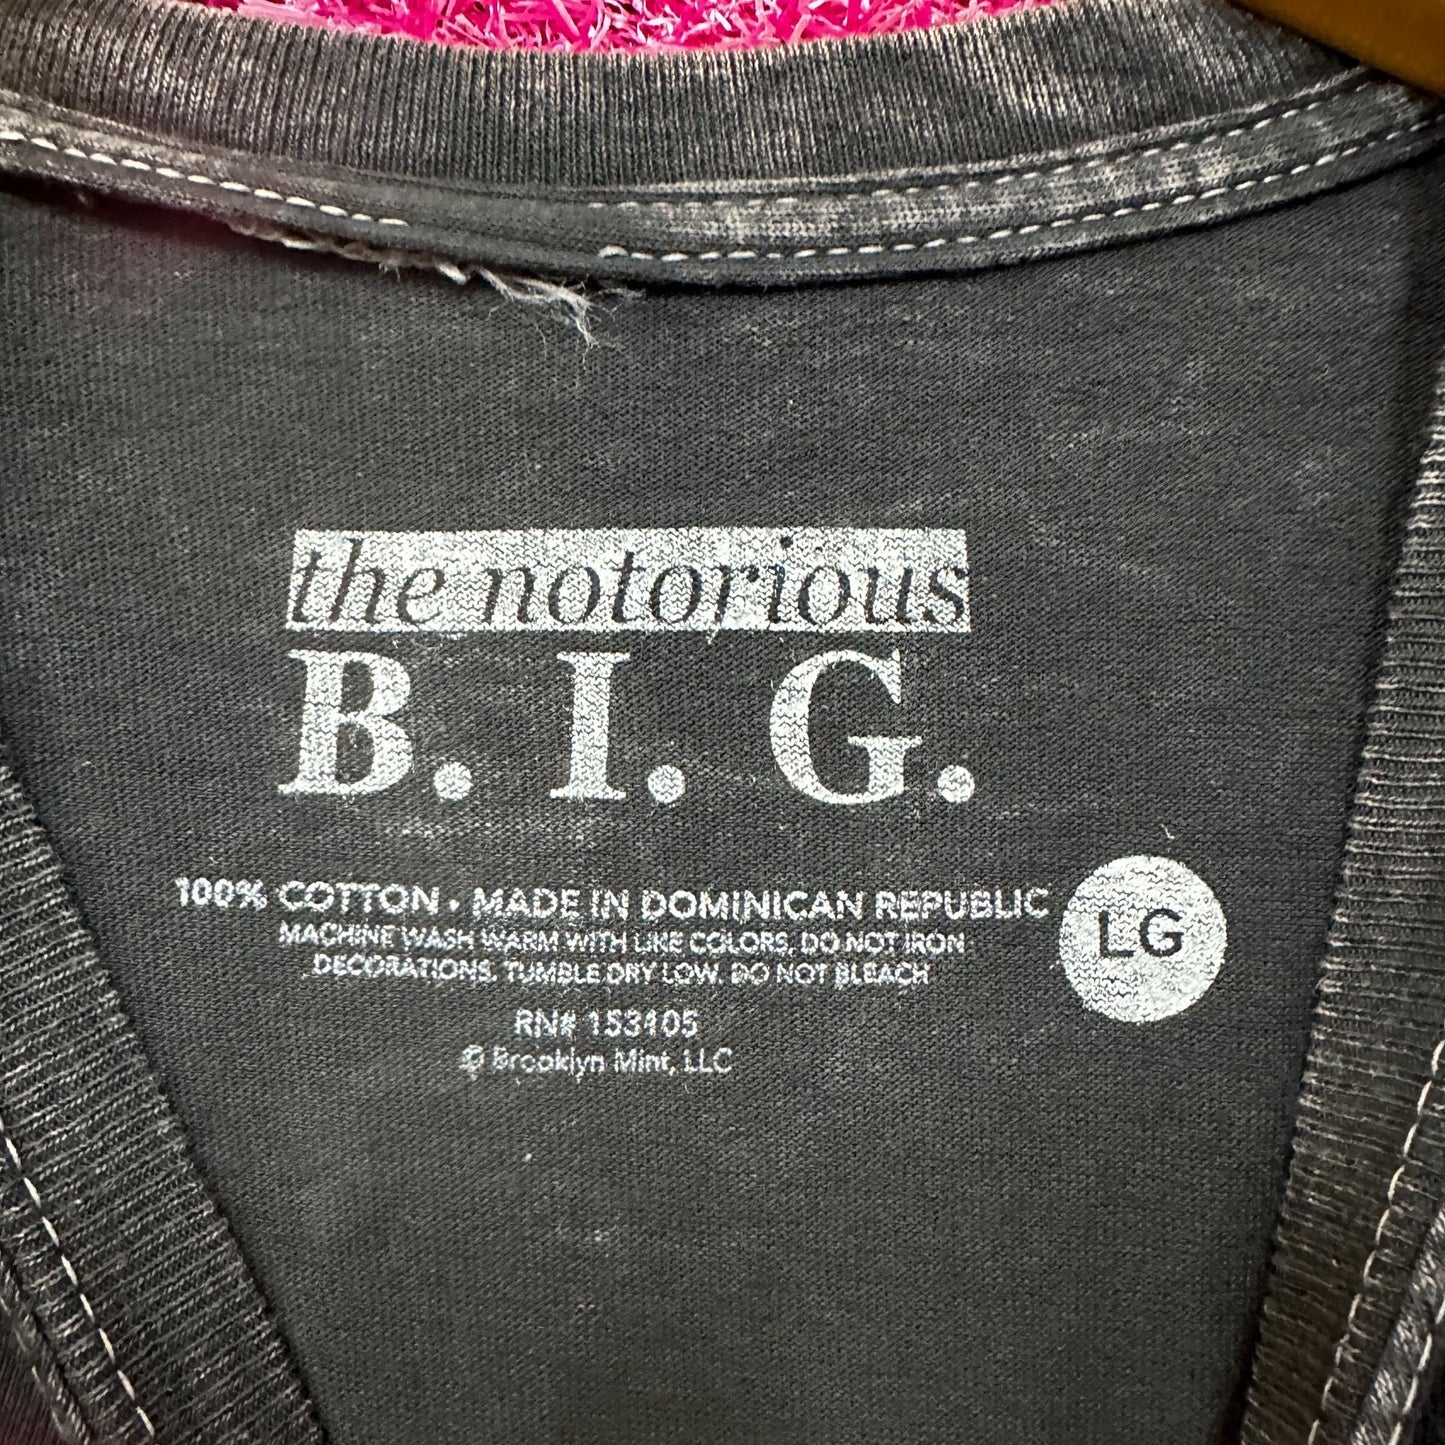 the notorious
B. I. G.
100% COTTON • MADE IN DOMINICAN REPUBLIC
LG
MACHINE WASH WARM WITH LIKE COLORS. DO NOT IRON
DECORATIONS. TUMBLE DRY LOW. DO NOT BLEACH
RN# 153105
© Brooklyn Mint, LLC